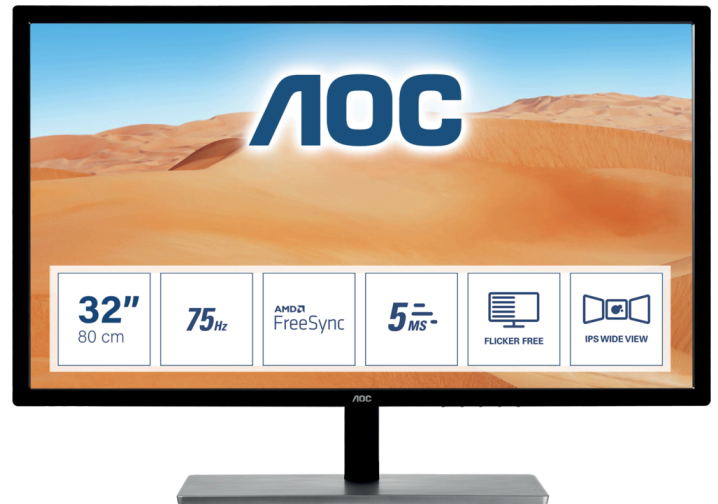 AOC
32"
80 cm
75Hz
AMD
FreeSync
5MS
FLICKER FREE
IPS WIDE VIEW
AOC